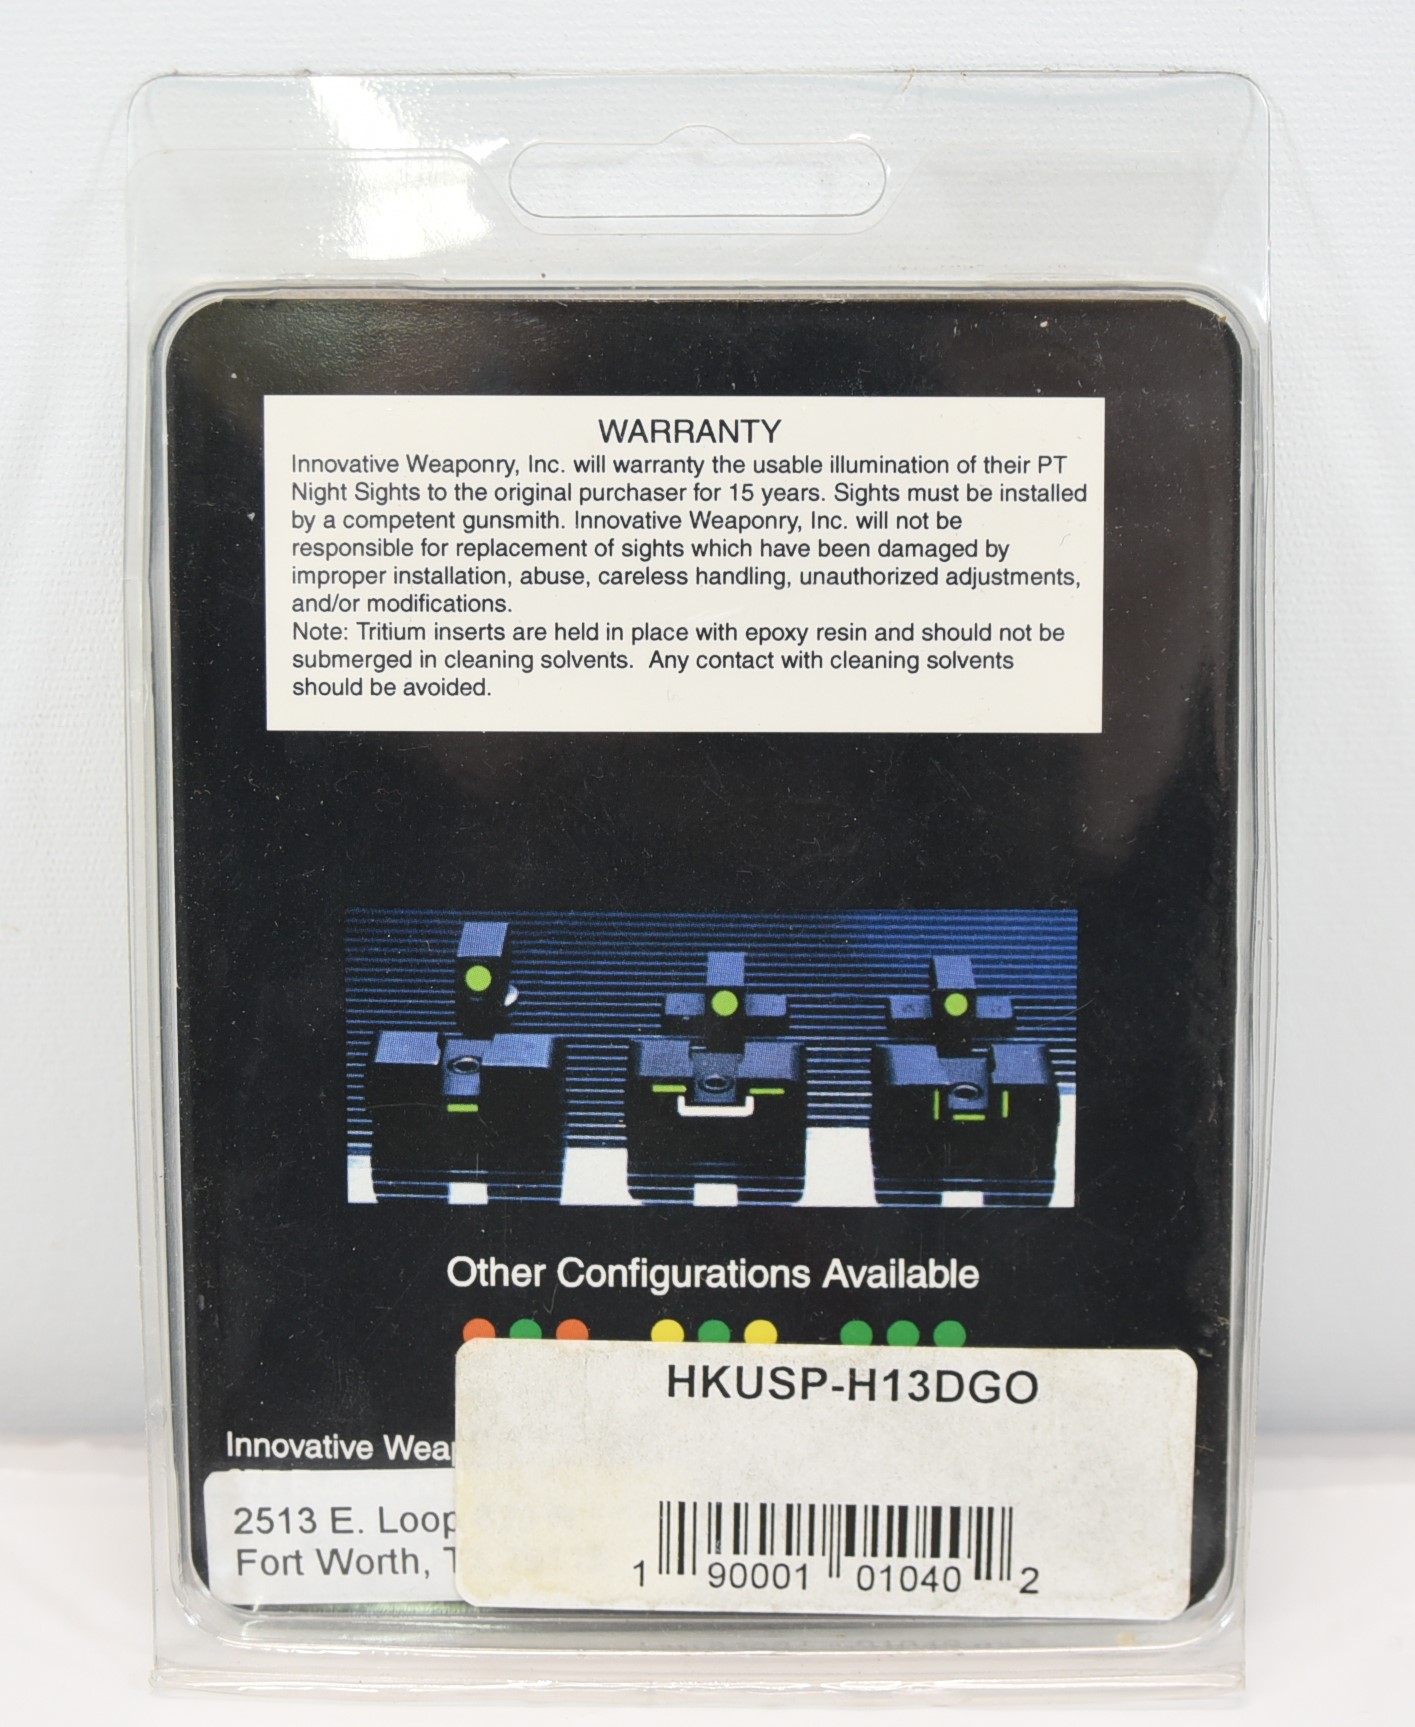 WARRANTY
Innovative Weaponry, Inc. will warranty the usable illumination of their PT
Night Sights to the original purchaser for 15 years. Sights must be installed
by a competent gunsmith. Innovative Weaponry, Inc. will not be
responsible for replacement of sights which have been damaged by
improper installation, abuse, careless handling, unauthorized adjustments,
and/or modifications.
Note: Tritium inserts are held in place with epoxy resin and should not be
submerged in cleaning solvents. Any contact with cleaning solvents
should be avoided.
Other Configurations Available
HKUSP-H13DGO
Innovative Weap
2513 E. Loop
Fort Worth, T
1 90001 01040 2